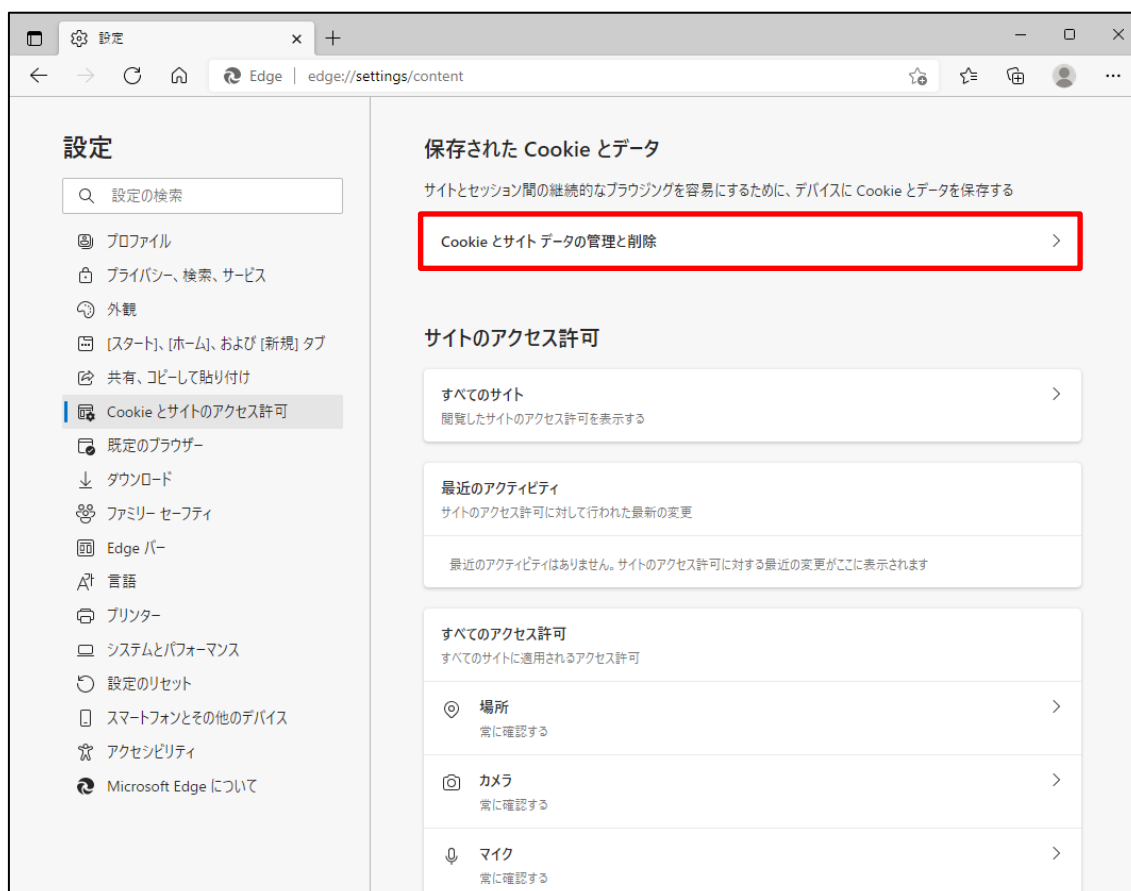 設定
Edge
edge://settings/content
設定
設定の検索
プロファイル
プライバシー、検索、サービス
外観
[スタート]、[ホーム]、および [新規] タブ
共有、コピーして貼り付け
Cookie とサイトのアクセス許可
既定のブラウザー
ダウンロード
ファミリー セーフティ
Edge バー
言語
プリンター
システムとパフォーマンス
設定のリセット
スマートフォンとその他のデバイス
アクセシビリティ
Microsoft Edge について
保存された Cookie とデータ
サイトとセッション間の継続的なブラウジングを容易にするために、デバイスに Cookie とデータを保存する
Cookie とサイト データの管理と削除
サイトのアクセス許可
すべてのサイト
閲覧したサイトのアクセス許可を表示する
最近のアクティビティ
サイトのアクセス許可に対して行われた最新の変更
最近のアクティビティはありません。サイトのアクセス許可に対する最近の変更がここに表示されます
すべてのアクセス許可
すべてのサイトに適用されるアクセス許可
場所
常に確認する
カメラ
常に確認する
マイク
常に確認する